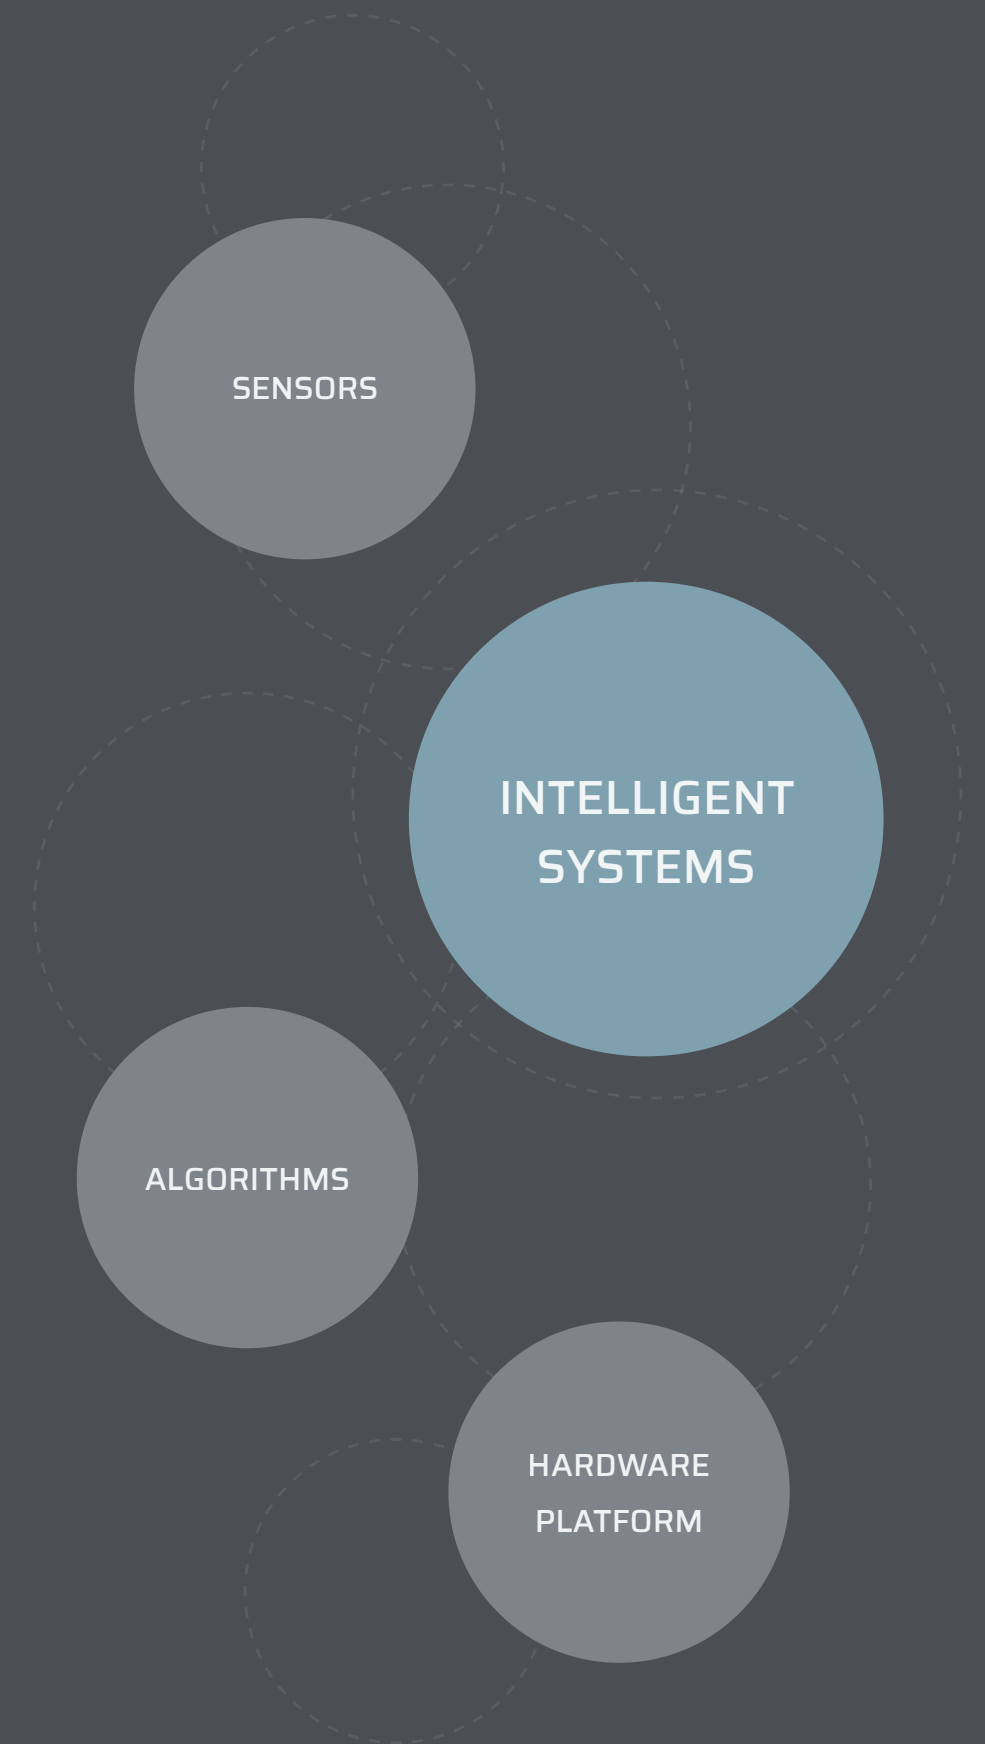 SENSORS
INTELLIGENT
SYSTEMS
ALGORITHMS
HARDWARE
PLATFORM